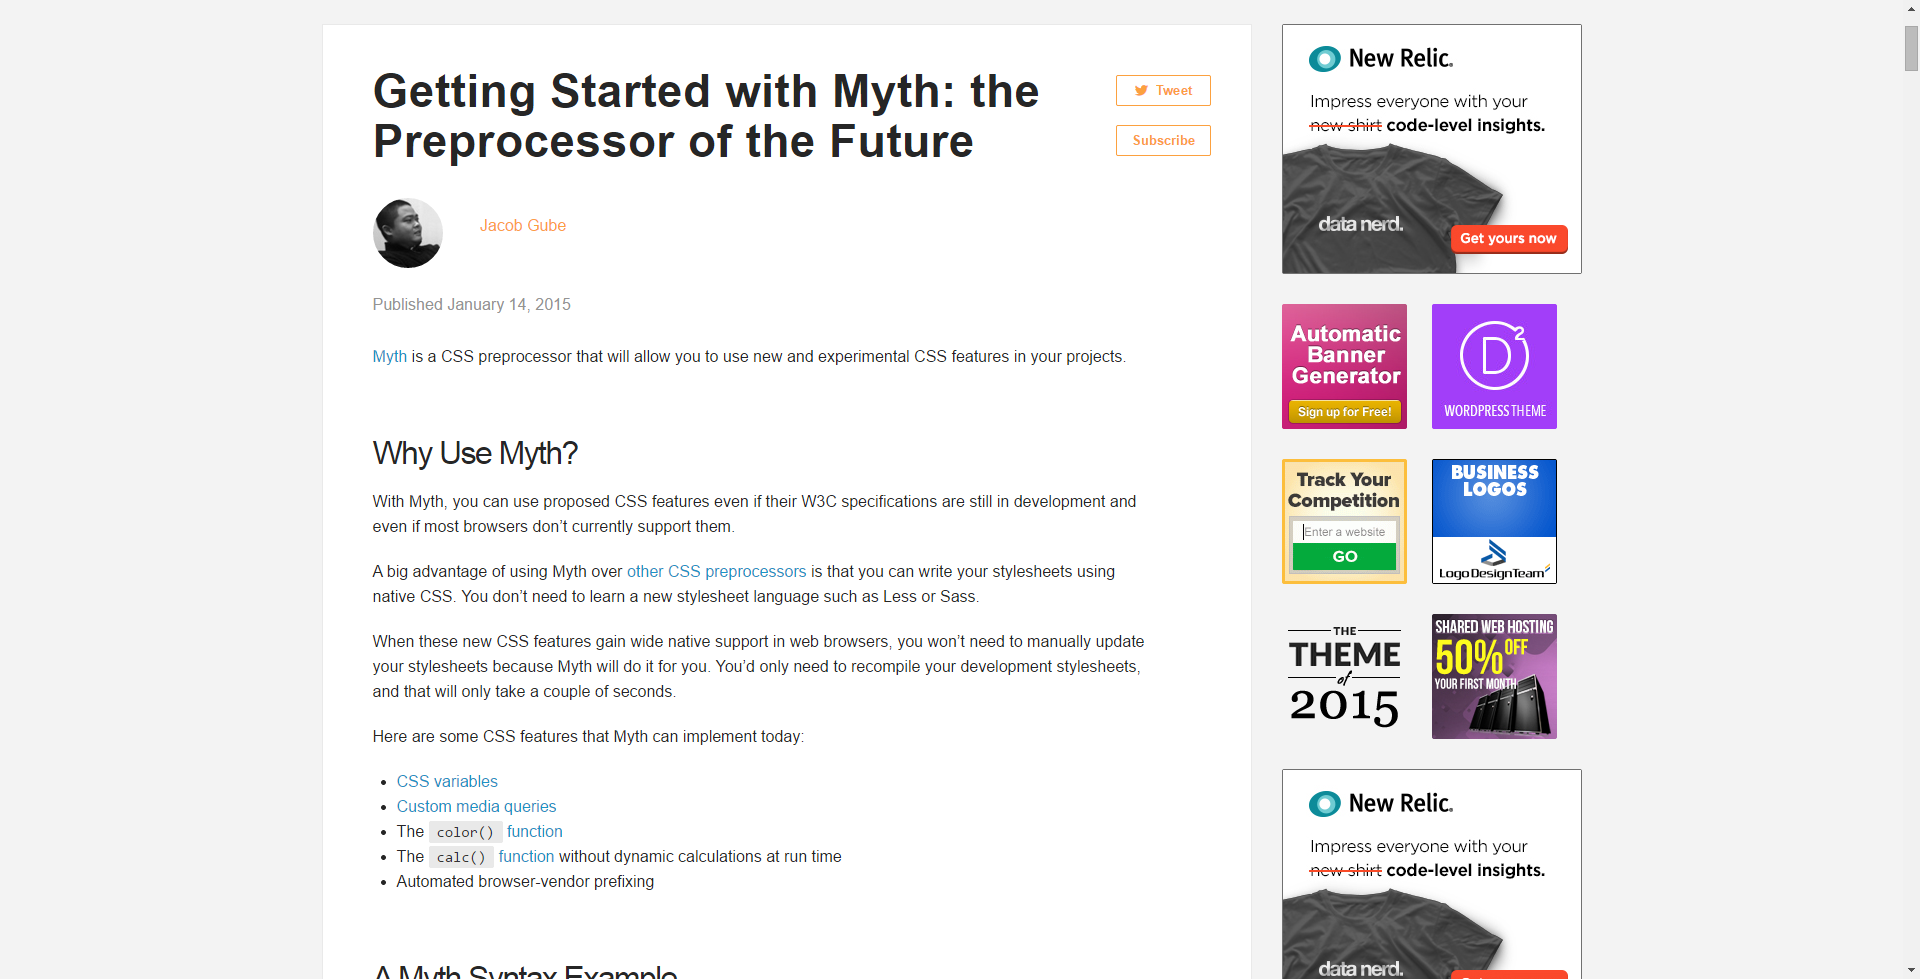 Getting Started with Myth: the
Preprocessor of the Future
Tweet
Subscribe
Jacob Gube
Published January 14, 2015
Myth is a CSS preprocessor that will allow you to use new and experimental CSS features in your projects.
Why Use Myth?
With Myth, you can use proposed CSS features even if their W3C specifications are still in development and
even if most browsers don’t currently support them.
A big advantage of using Myth over other CSS preprocessors is that you can write your stylesheets using
native CSS. You don’t need to learn a new stylesheet language such as Less or Sass.
When these new CSS features gain wide native support in web browsers, you won’t need to manually update
your stylesheets because Myth will do it for you. You’d only need to recompile your development stylesheets,
and that will only take a couple of seconds.
Here are some CSS features that Myth can implement today:
• CSS variables
• Custom media queries
• The color() function
• The calc() function without dynamic calculations at run time
• Automated browser-vendor prefixing
A Myth Syntax Example
New Relic.
Impress everyone with your
new shirt code-level insights.
data nerd.
Get yours now
Automatic
Banner
Generator
Sign up for Free!
D2
WORDPRESS THEME
Track Your
Competition
Enter a website
GO
BUSINESS
LOGOS
LogoDesignTeam
THE
THEME
of
2015
SHARED WEB HOSTING
50% OFF
YOUR FIRST MONTH
New Relic.
Impress everyone with your
new shirt code-level insights.
data nerd.